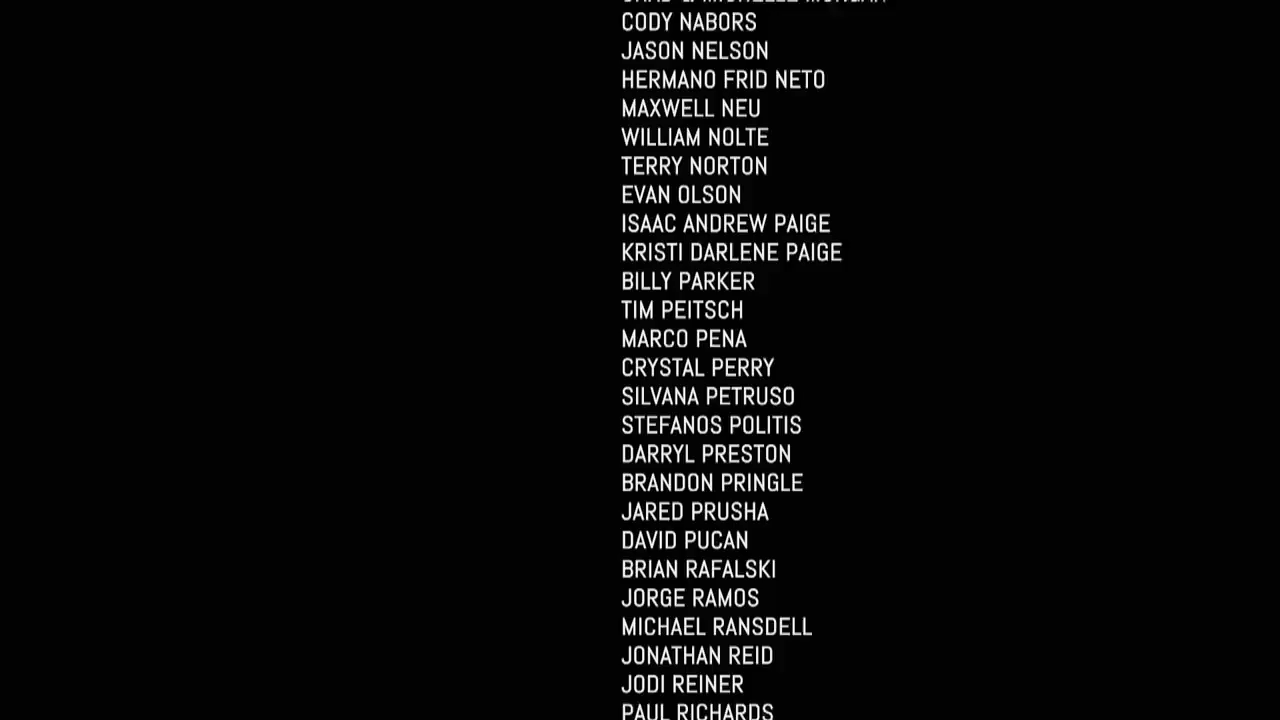 CODY NABORS
JASON NELSON
HERMANO FRID NETO
MAXWELL NEU
WILLIAM NOLTE
TERRY NORTON
EVAN OLSON
ISAAC ANDREW PAIGE
KRISTI DARLENE PAIGE
BILLY PARKER
TIM PEITSCH
MARCO PENA
CRYSTAL PERRY
SILVANA PETRUSO
STEFANOS POLITIS
DARRYL PRESTON
BRANDON PRINGLE
JARED PRUSHA
DAVID PUCAN
BRIAN RAFALSKI
JORGE RAMOS
MICHAEL RANSDELL
JONATHAN REID
JODI REINER
PAUL RICHARDS